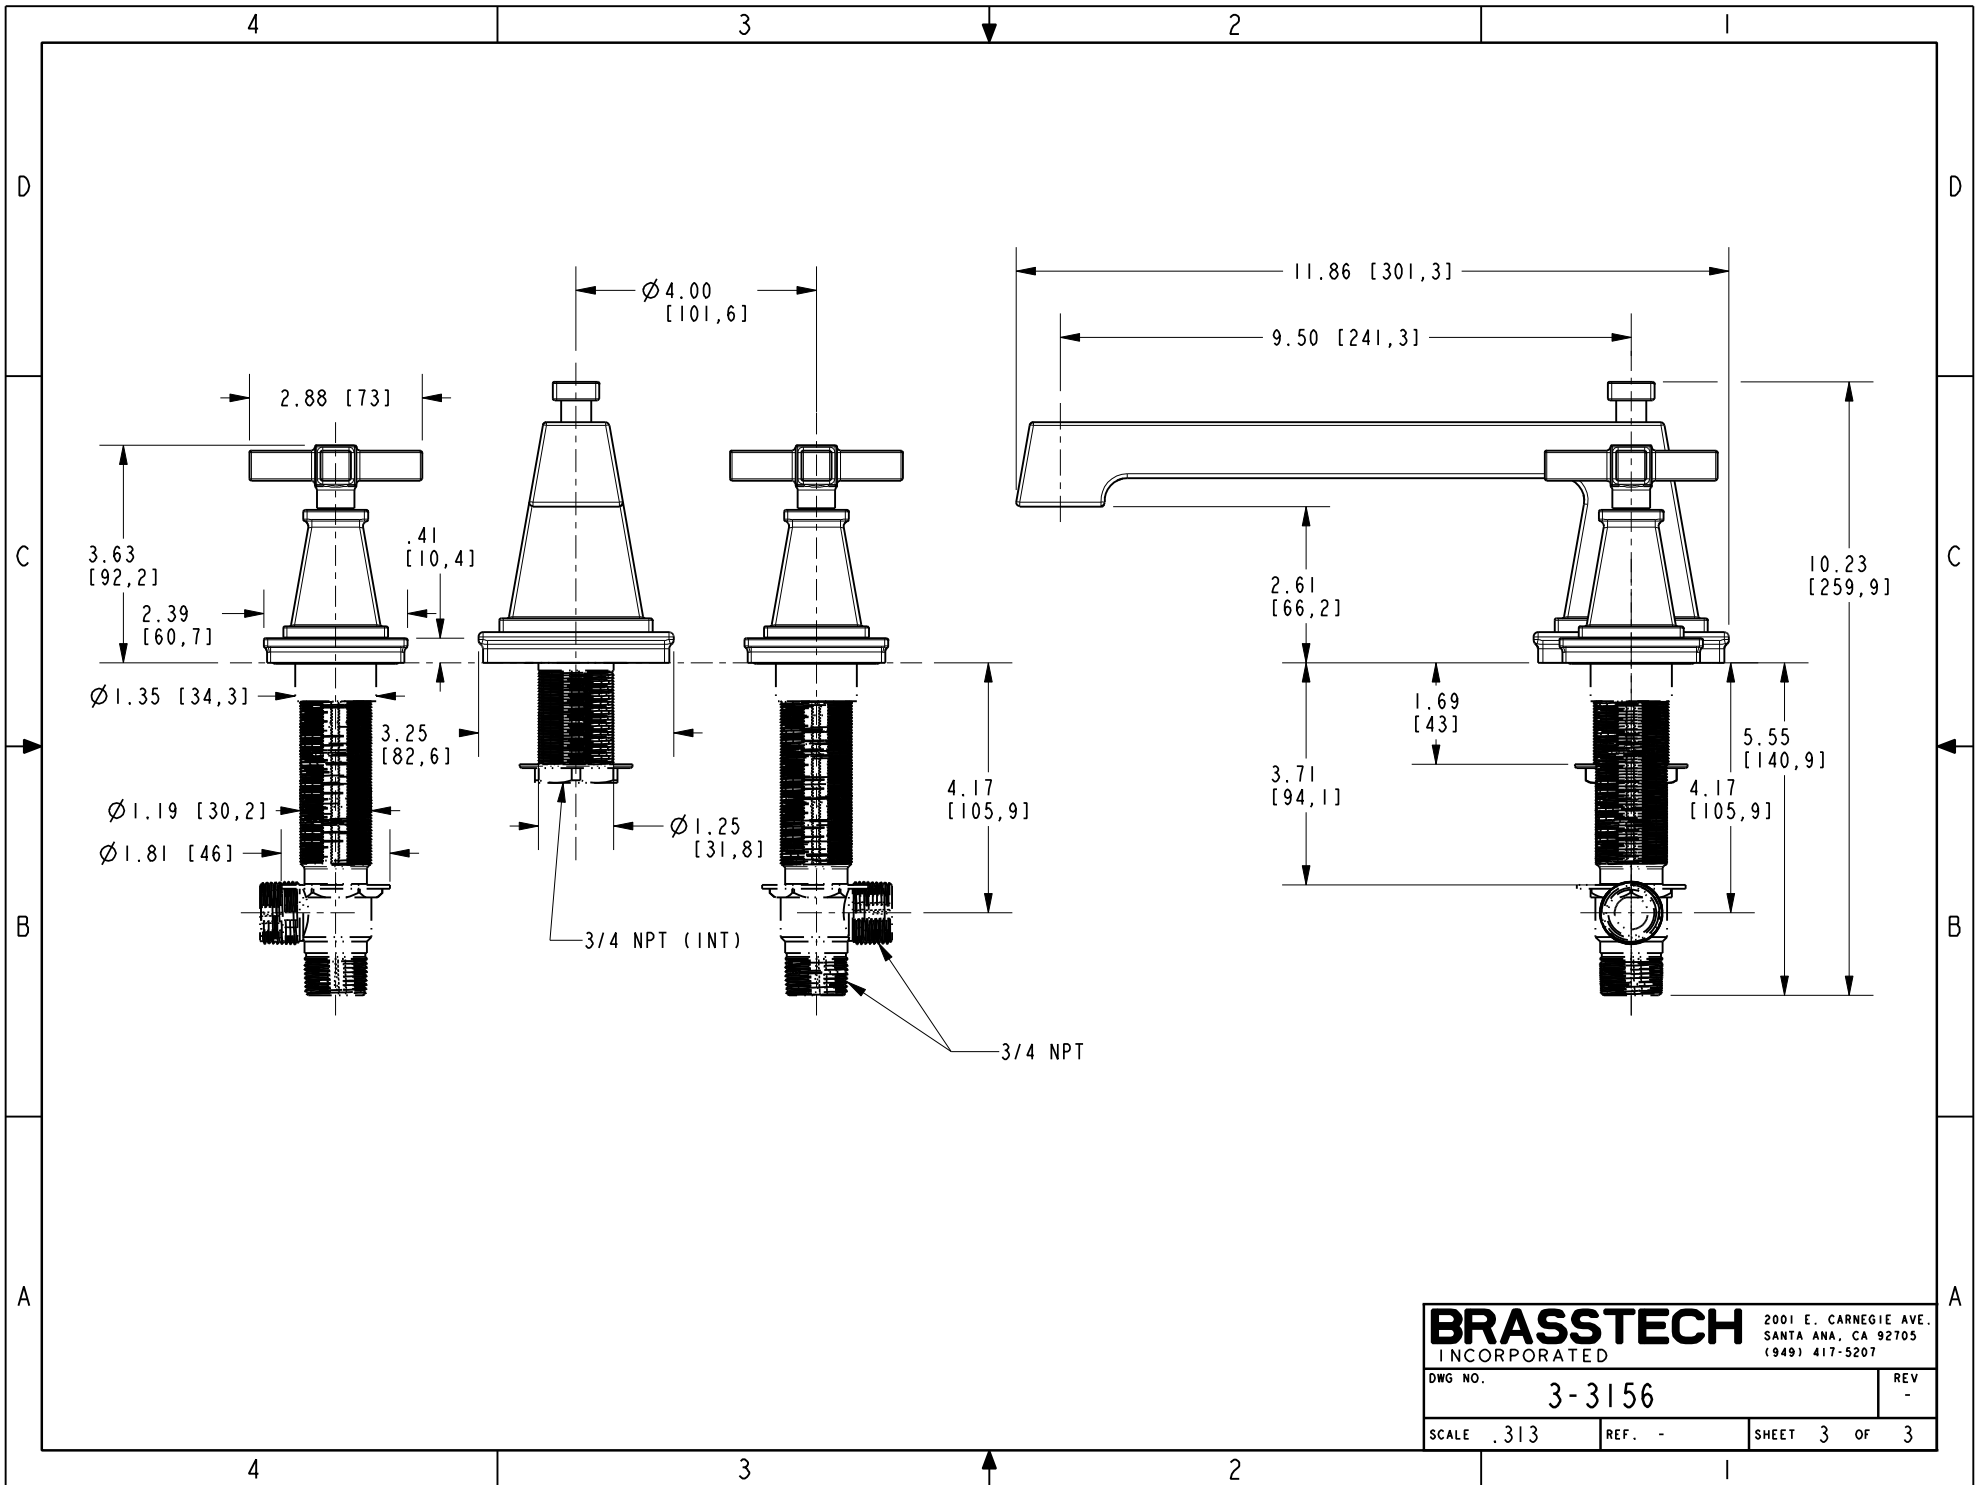 4 3 2 1
D D
11.86 [301,3]
Ø4.00
[101,6]
9.50 [241,3]
2.88 [73]
.41
[10,4]
3.63
[92,2]
C C
10.23
[259,9]
2.61
[66,2]
2.39
[60,7]
Ø1.35 [34,3]
1.69
[43]
3.25
[82,6]
5.55
[140,9]
3.71
[94,1]
4.17
[105,9]
4.17
[105,9]
Ø1.19 [30,2]
Ø1.25
[31,8]
Ø1.81 [46]
B B
3/4 NPT (INT)
3/4 NPT
A A
BRASSTECH
INCORPORATED
2001 E. CARNEGIE AVE.
SANTA ANA, CA 92705
(949) 417-5207
DWG NO.
3-3156
REV
-
SCALE .313 REF. - SHEET 3 OF 3
4 3 2 1